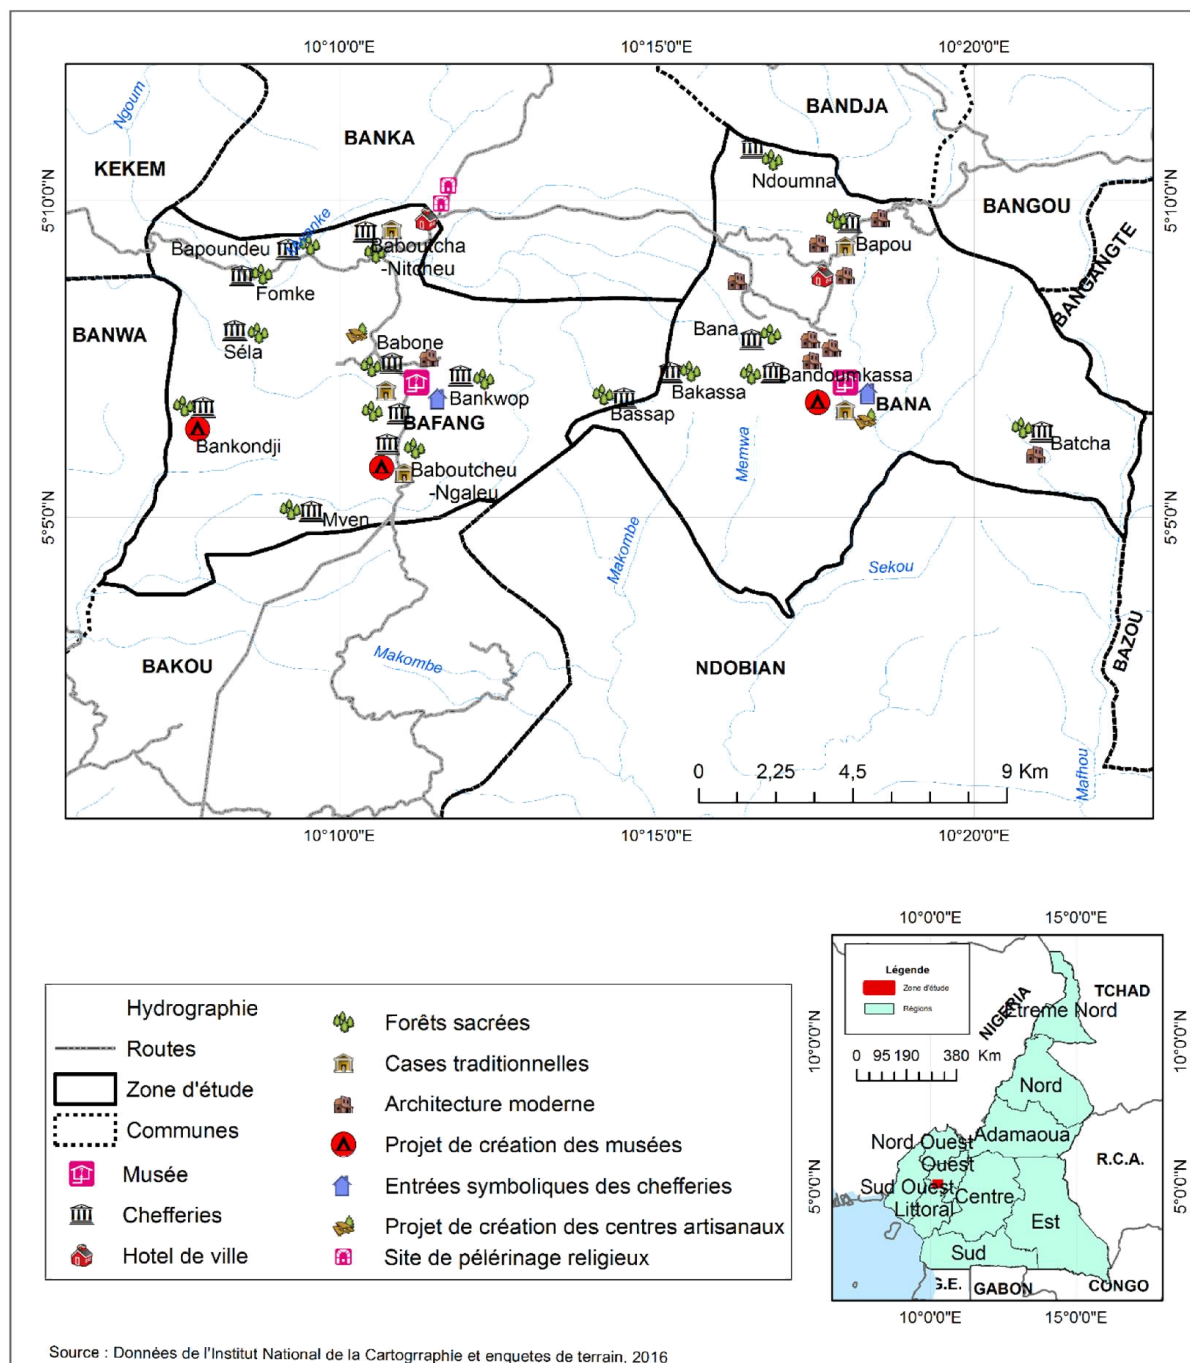 10°10'0"E 10°15'0"E 10°20'0"E
Ngoum
BANKA
BANDJA
KEKEM
Ndoumna
5°10'0"N
BANGOU
5°10'0"N
Bapoundeu
Baboutcha
-Nitcheu
Bapou
BANGANGTE
Fomke
BANWA
Séla
Babone
Bana
Bankwop
Bakassa
Bandoumkassa
Bassap
BAFANG
BANA
Bankondji
Baboutcheu
-Ngaleu
Batcha
Memwa
5°5'0"N
Mven
5°5'0"N
Makombe
Sekou
BAKOU
Makombe
NDOBIAN
BAZOU
Mafhou
0 2,25 4,5 9 Km
10°10'0"E 10°15'0"E 10°20'0"E
Hydrographie
Routes
Zone d'étude
Communes
Musée
Chefferies
Hotel de ville
Forêts sacrées
Cases traditionnelles
Architecture moderne
Projet de création des musées
Entrées symboliques des chefferies
Projet de création des centres artisanaux
Site de pélérinage religieux
10°0'0"E 15°0'0"E
Légende
Zone d'étude
Régions
0 95 190 380 Km
NIGERIA
TCHAD
Etreme Nord
10°0'0"N
10°0'0"N
Nord
Adamaoua
Nord Ouest
Ouest
R.C.A.
Sud Ouest
Centre
Littoral
Est
5°0'0"N
5°0'0"N
Sud
G.E.
GABON
CONGO
10°0'0"E 15°0'0"E
Source : Données de l'Institut National de la Cartogrraphie et enquetes de terrain, 2016